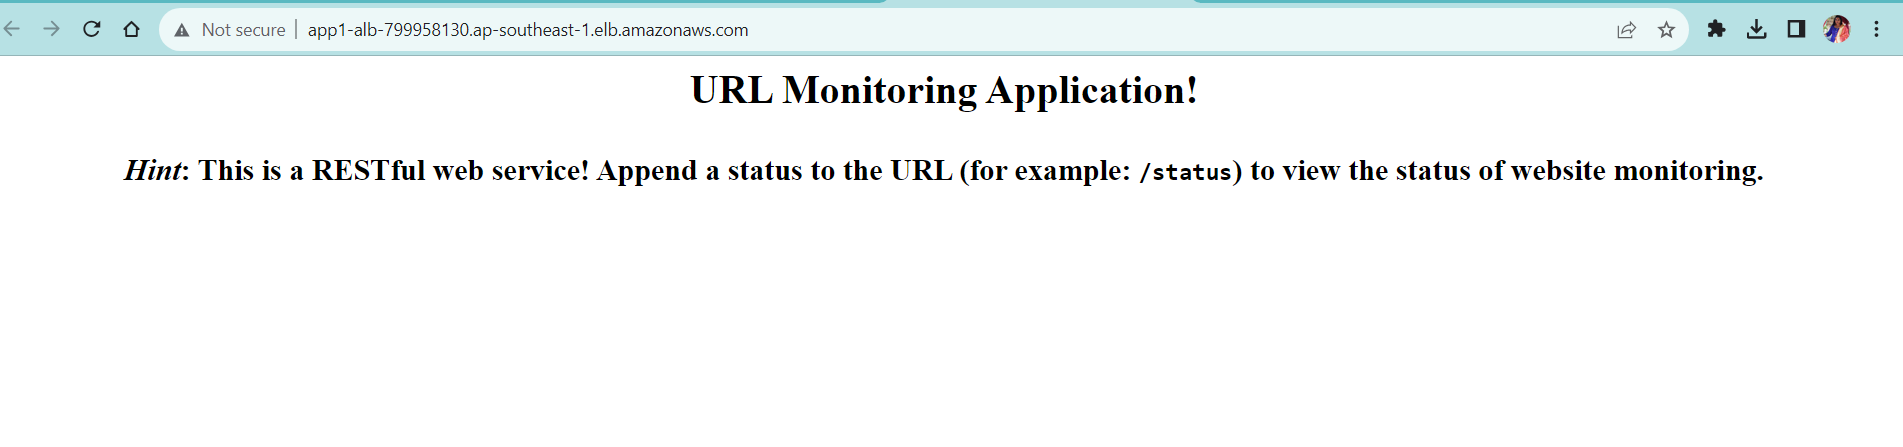 Not secure | app1-alb-799958130.ap-southeast-1.elb.amazonaws.com
URL Monitoring Application!
Hint: This is a RESTful web service! Append a status to the URL (for example: /status) to view the status of website monitoring.